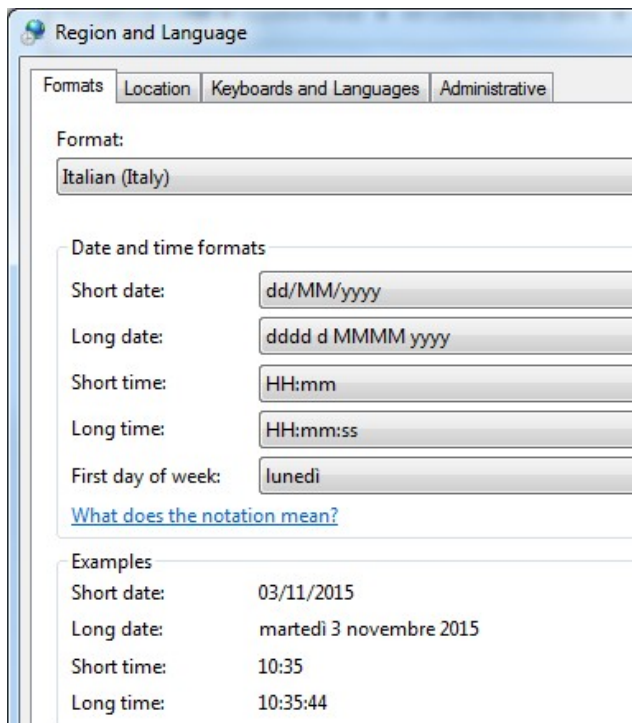 Region and Language
Formats Location Keyboards and Languages Administrative
Format:
Italian (Italy)
Date and time formats
Short date: dd/MM/yyyy
Long date: dddd d MMMM yyyy
Short time: HH:mm
Long time: HH:mm:ss
First day of week: lunedì
What does the notation mean?
Examples
Short date: 03/11/2015
Long date: martedì 3 novembre 2015
Short time: 10:35
Long time: 10:35:44